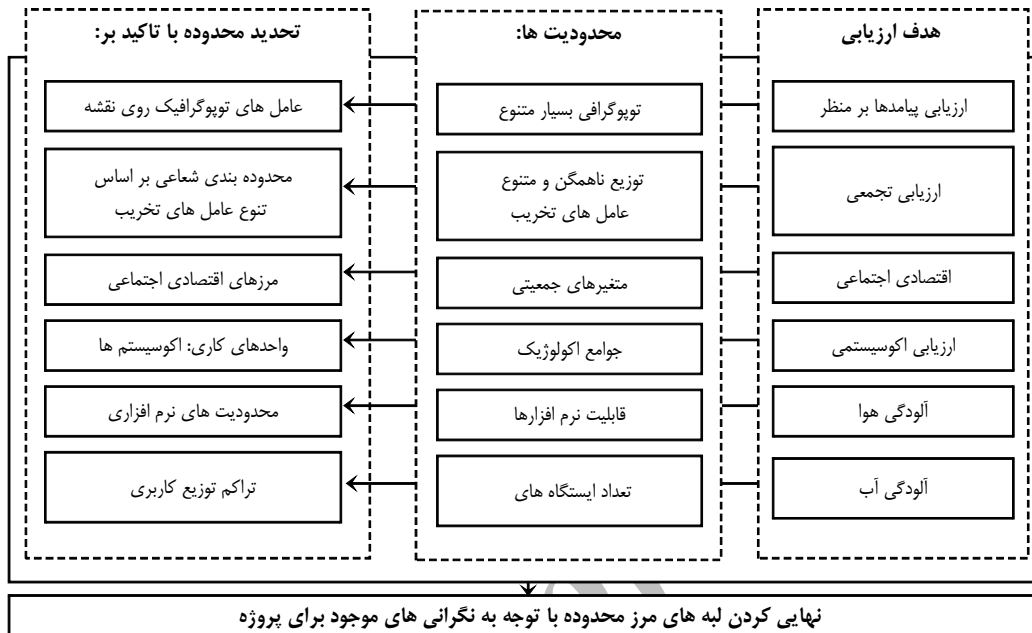 هدف ارزیابی
محدودیت ها:
تحدید محدوده با تاکید بر:
ارزیابی پیامدها بر منظر
توپوگرافی بسیار متنوع
عامل های توپوگرافیک روی نقشه
ارزیابی تجمعی
توزیع ناهمگن و متنوع
عامل های تخریب
محدوده بندی شعاعی بر اساس
تنوع عامل های تخریب
اقتصادی اجتماعی
متغیرهای جمعیتی
مرزهای اقتصادی اجتماعی
ارزیابی اکوسیستمی
جوامع اکولوژیک
واحدهای کاری: اکوسیستم ها
آلودگی هوا
قابلیت نرم افزارها
محدودیت های نرم افزاری
آلودگی آب
تعداد ایستگاه های
تراکم توزیع کاربری
نهایی کردن لبه های مرز محدوده با توجه به نگرانی های موجود برای پروژه